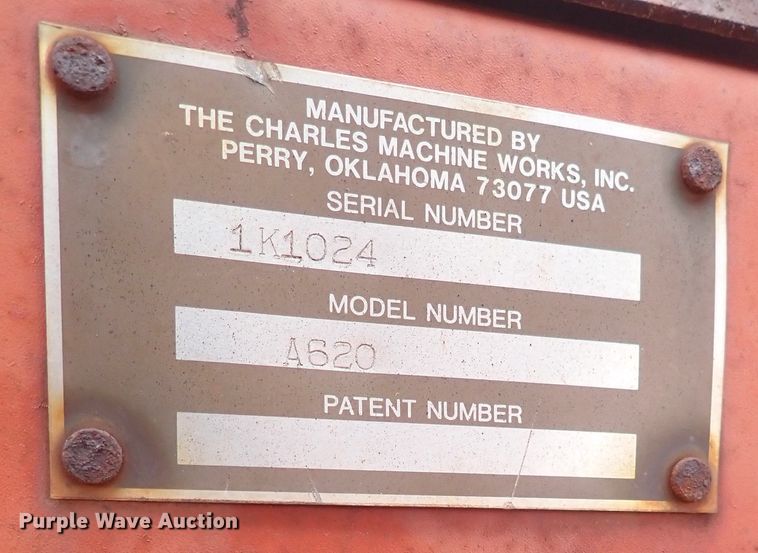 MANUFACTURED BY
THE CHARLES MACHINE WORKS, INC.
PERRY, OKLAHOMA 73077 USA
SERIAL NUMBER
1K1024
MODEL NUMBER
A620
PATENT NUMBER
Purple Wave Auction